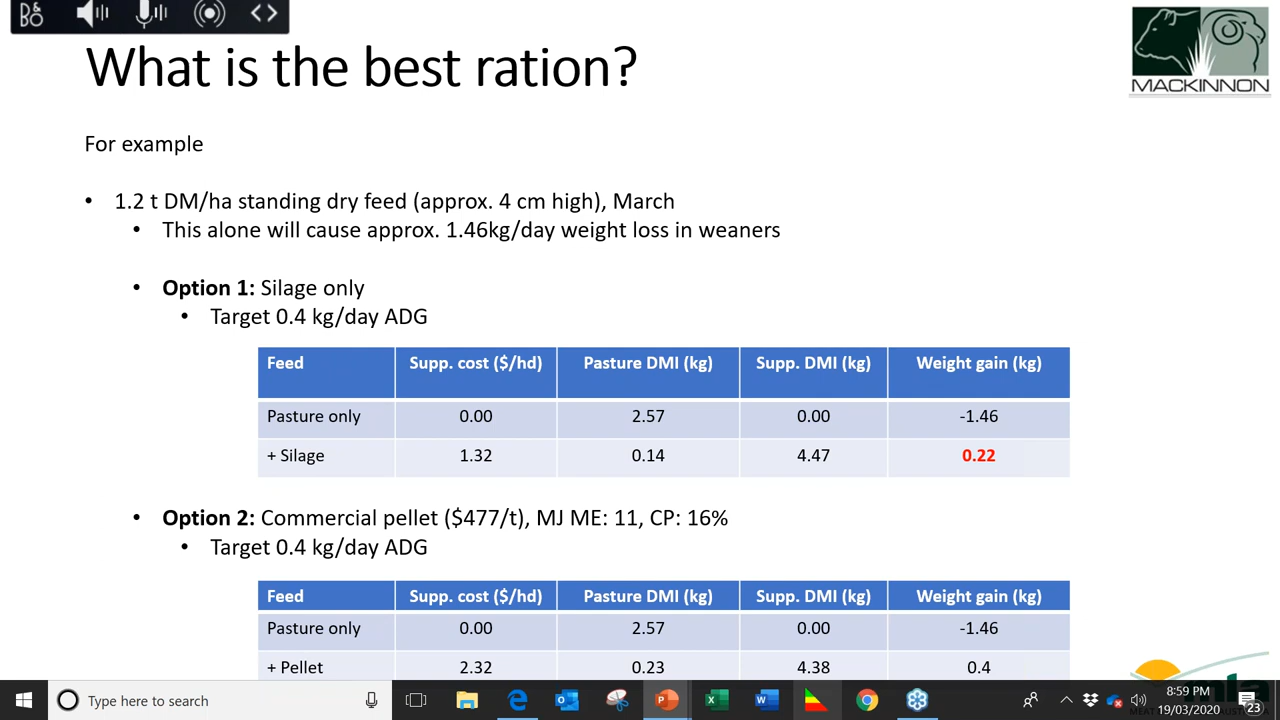 What is the best ration?
MACKINNON
For example
• 1.2 t DM/ha standing dry feed (approx. 4 cm high), March
• This alone will cause approx. 1.46kg/day weight loss in weaners
• Option 1: Silage only
• Target 0.4 kg/day ADG
Feed Supp. cost ($/hd) Pasture DMI (kg) Supp. DMI (kg) Weight gain (kg)
Pasture only 0.00 2.57 0.00 -1.46
+ Silage 1.32 0.14 4.47 0.22
• Option 2: Commercial pellet ($477/t), MJ ME: 11, CP: 16%
• Target 0.4 kg/day ADG
Feed Supp. cost ($/hd) Pasture DMI (kg) Supp. DMI (kg) Weight gain (kg)
Pasture only 0.00 2.57 0.00 -1.46
+ Pellet 2.32 0.23 4.38 0.4
mla
Type here to search
8:59 PM
19/03/2020
23